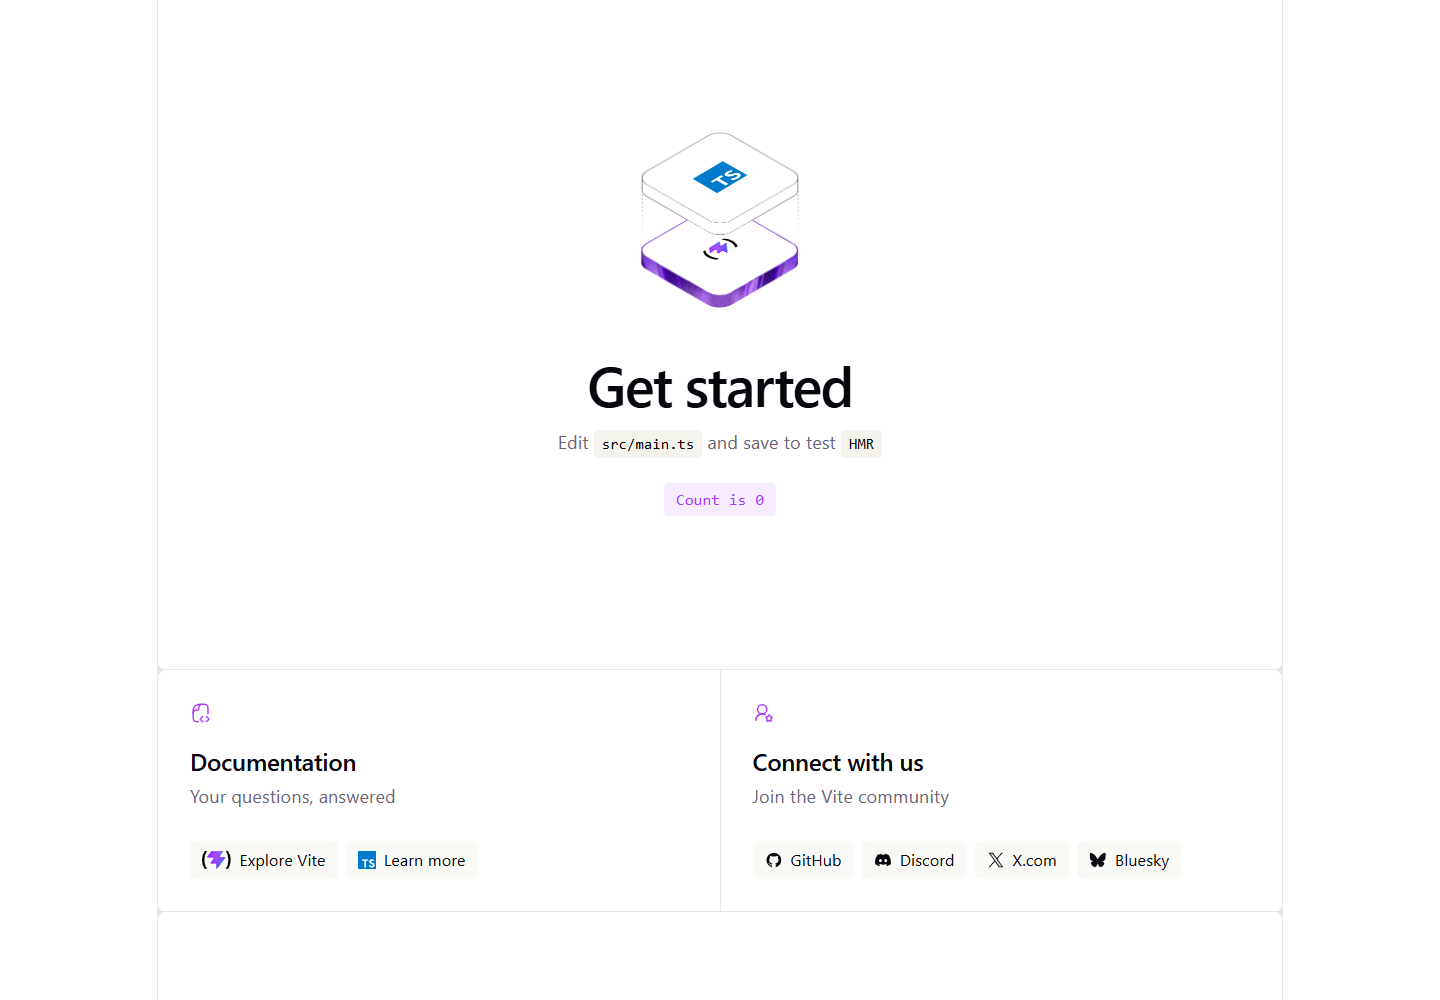 TS
Get started
Edit src/main.ts and save to test HMR
Count is 0
Documentation
Your questions, answered
Explore Vite
TS Learn more
Connect with us
Join the Vite community
GitHub
Discord
X.com
Bluesky